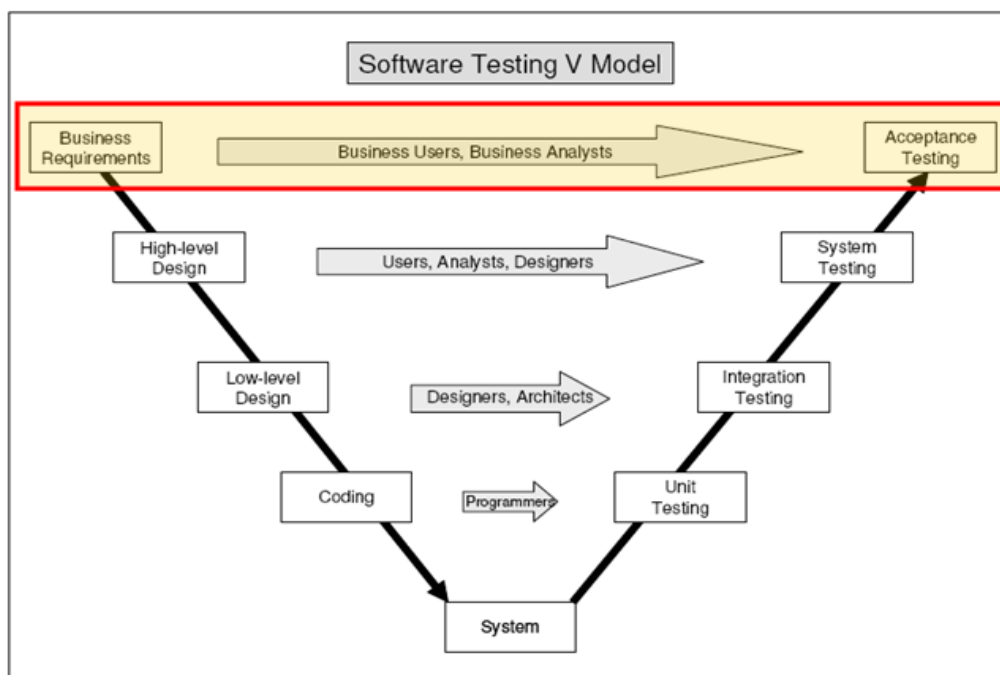 Software Testing V Model
Business
Requirements
Business Users, Business Analysts
Acceptance
Testing
High-level
Design
Users, Analysts, Designers
System
Testing
Low-level
Design
Designers, Architects
Integration
Testing
Coding
Programmers
Unit
Testing
System